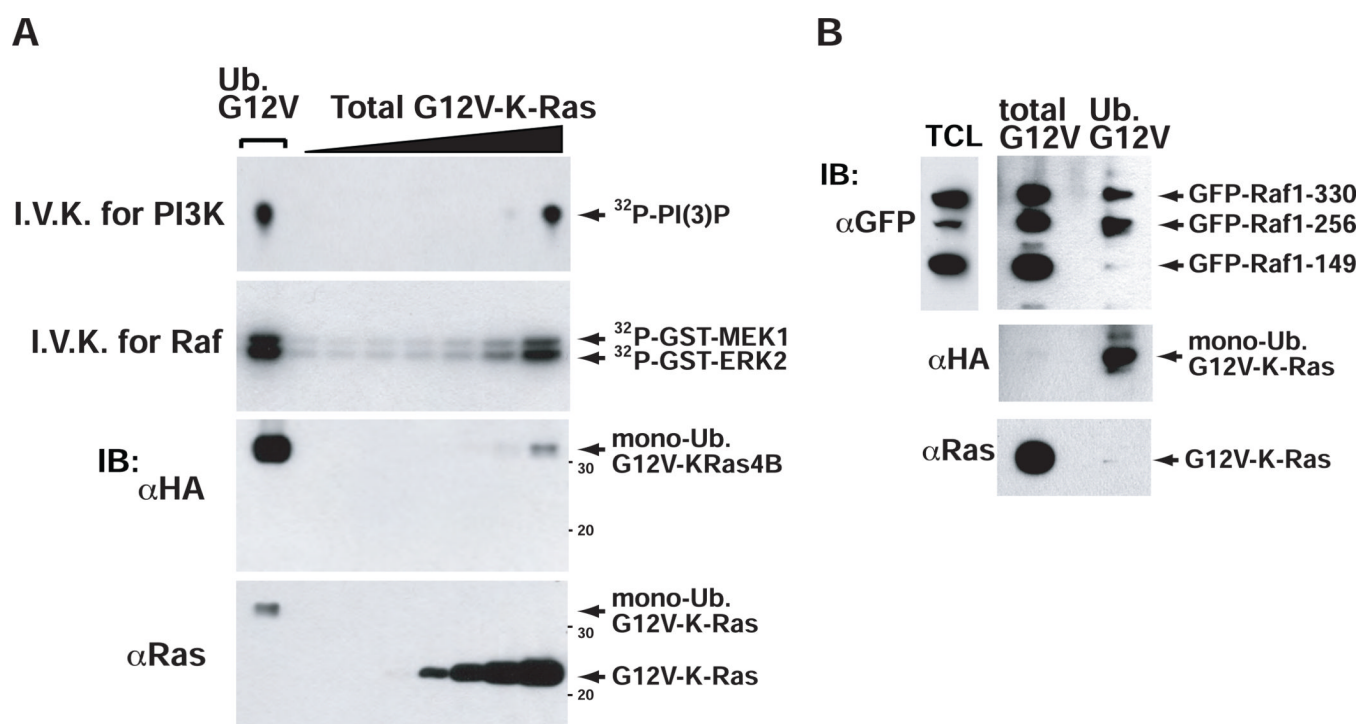 A
Ub.
G12V
Total G12V-K-Ras
I.V.K. for PI3K
32P-PI(3)P
I.V.K. for Raf
32P-GST-MEK1
32P-GST-ERK2
IB:
αHA
mono-Ub.
G12V-KRas4B
30
20
αRas
mono-Ub.
G12V-K-Ras
30
G12V-K-Ras
20
B
TCL
total
G12V
Ub.
G12V
IB:
αGFP
GFP-Raf1-330
GFP-Raf1-256
GFP-Raf1-149
αHA
mono-Ub.
G12V-K-Ras
αRas
G12V-K-Ras